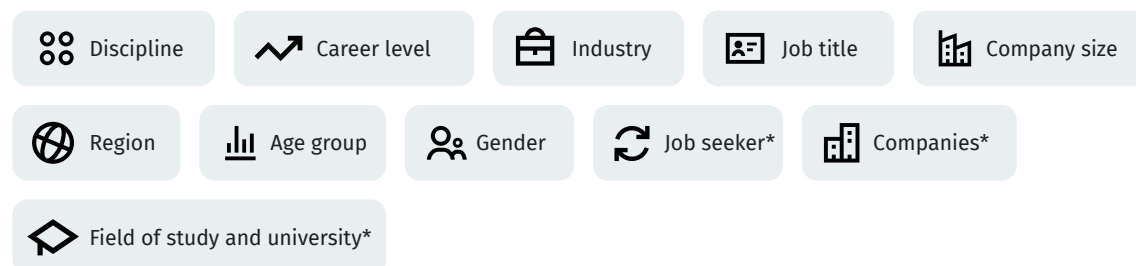 Discipline Career level Industry Job title Company size
Region Age group Gender Job seeker* Companies*
Field of study and university*